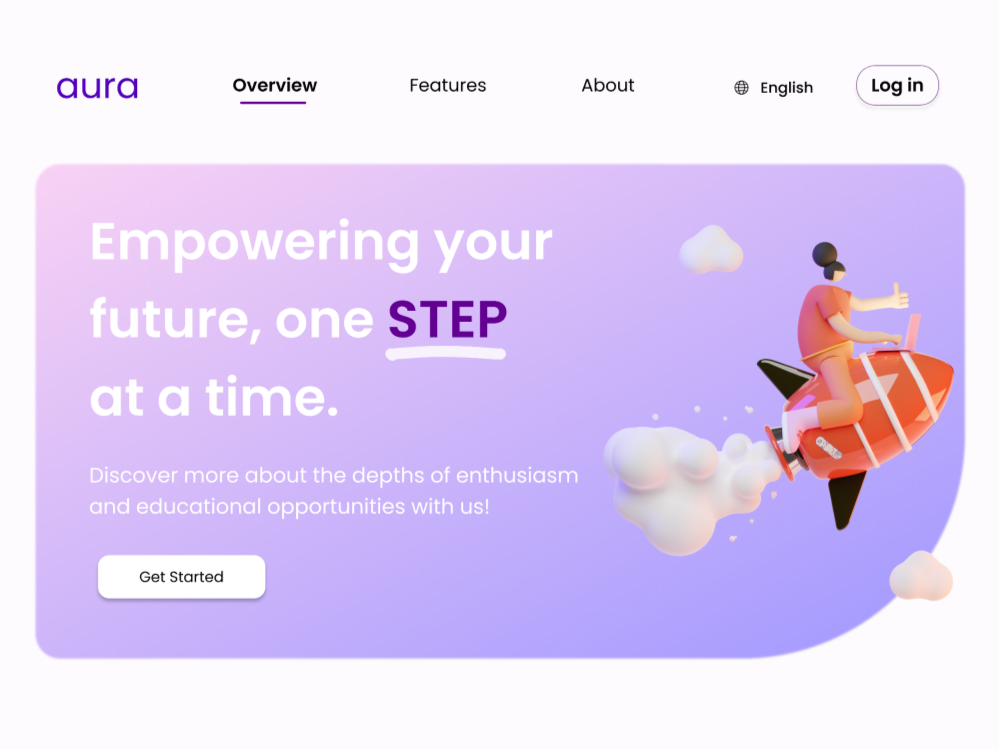 aura
Overview
Features
About
English
Log in
Empowering your
future, one STEP
at a time.
Discover more about the depths of enthusiasm
and educational opportunities with us!
Get Started